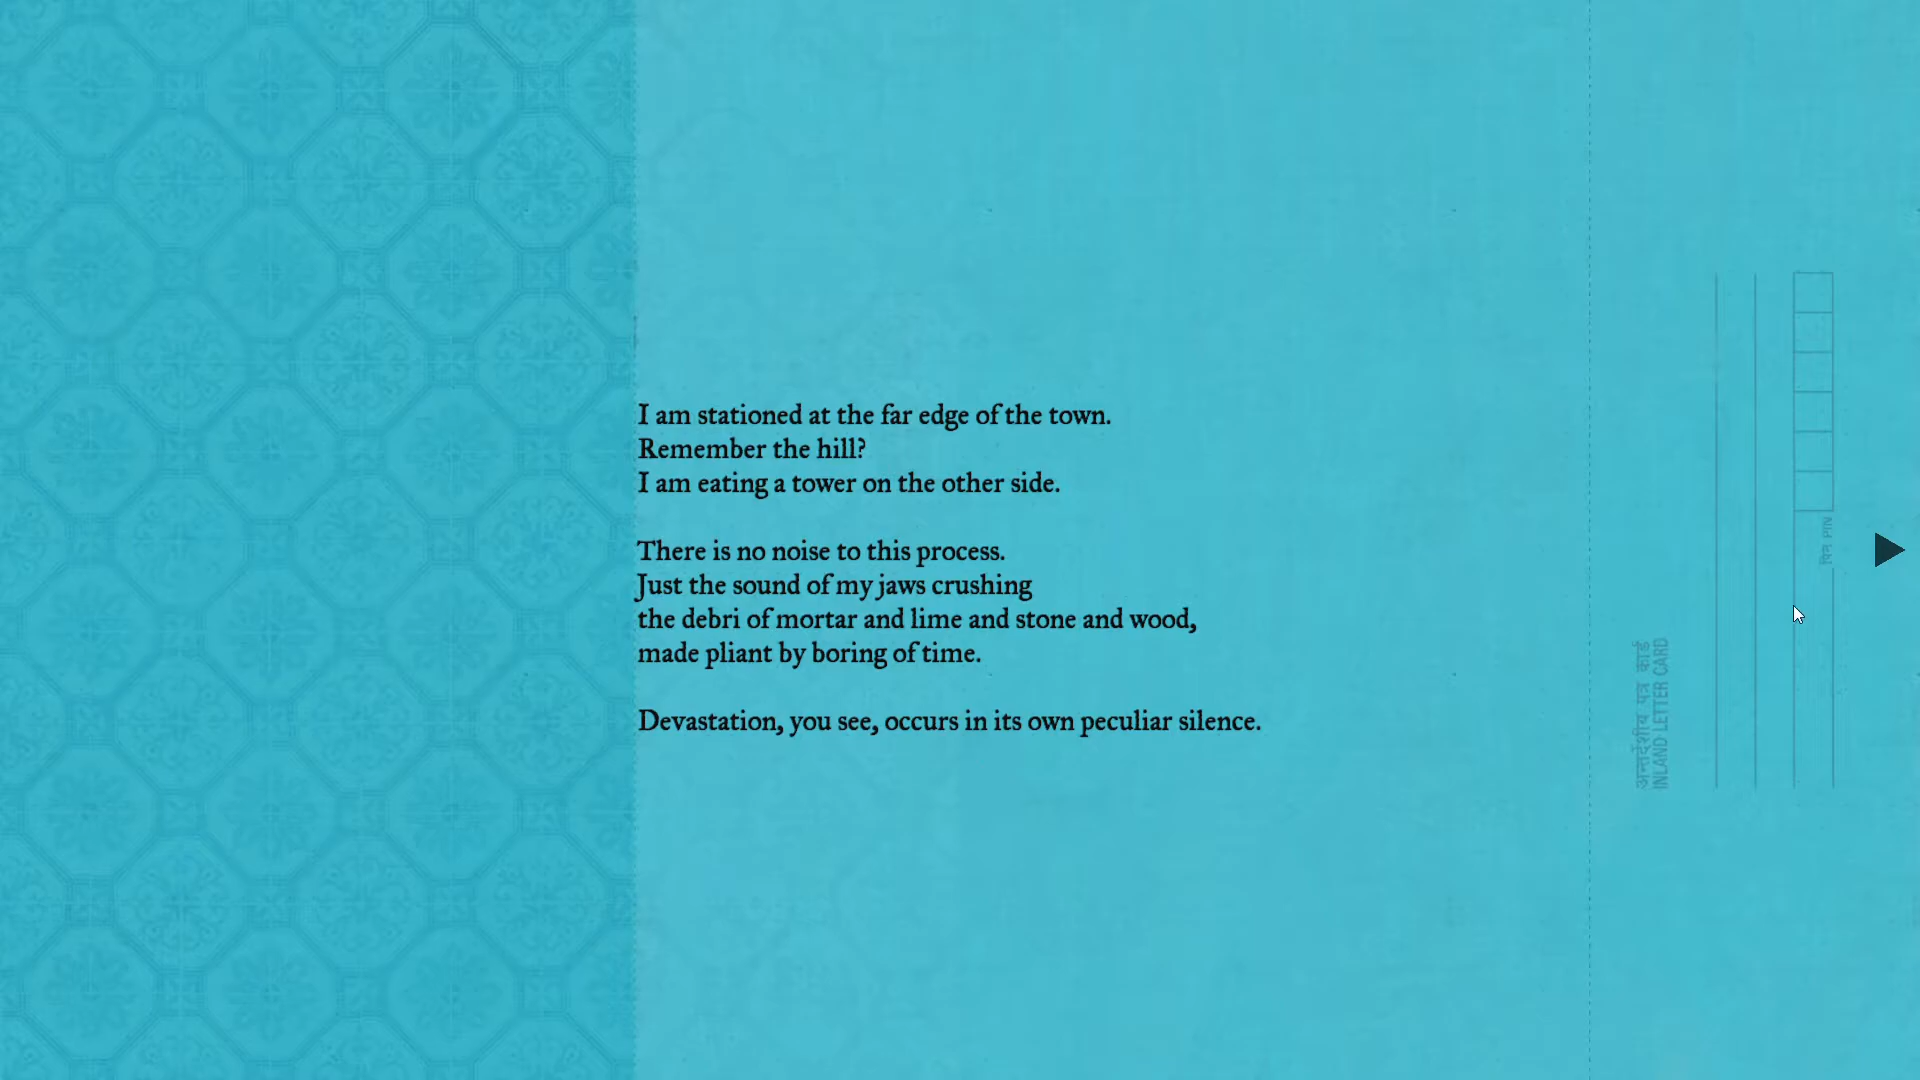 I am stationed at the far edge of the town.
Remember the hill?
I am eating a tower on the other side.
There is no noise to this process.
Just the sound of my jaws crushing
the debri of mortar and lime and stone and wood,
made pliant by boring of time.
Devastation, you see, occurs in its own peculiar silence.
अन्तर्देशीय पत्र कार्ड
INLAND LETTER CARD
पिन PIN